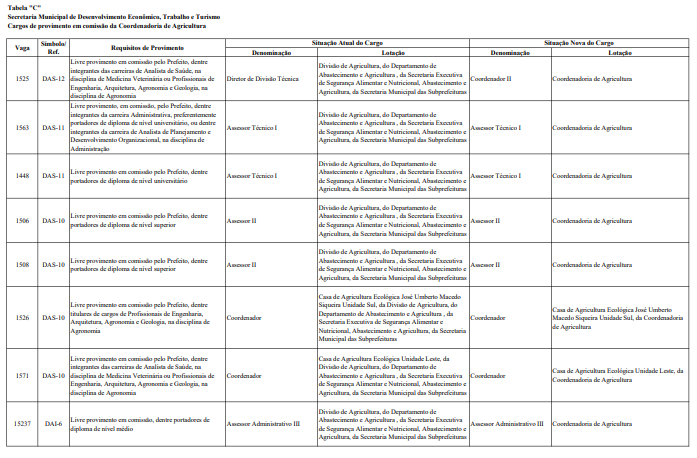 Tabela "C"
Secretaria Municipal de Desenvolvimento Econômico, Trabalho e Turismo
Cargos de provimento em comissão da Coordenadoria de Agricultura
Vaga
Símbolo/
Ref.
Requisitos de Provimento
Situação Atual do Cargo
Situação Nova do Cargo
Denominação
Lotação
Denominação
Lotação
1525
DAS-12
Livre provimento em comissão pelo Prefeito, dentre
integrantes das carreiras de Analista de Saúde, na
disciplina de Medicina Veterinária ou Profissionais de
Engenharia, Arquitetura, Agronomia e Geologia, na
disciplina de Agronomia
Diretor de Divisão Técnica
Divisão de Agricultura, do Departamento de
Abastecimento e Agricultura , da Secretaria Executiva
de Segurança Alimentar e Nutricional, Abastecimento e
Agricultura, da Secretaria Municipal das Subprefeituras
Coordenador II
Coordenadoria de Agricultura
1563
DAS-11
Livre provimento, em comissão, pelo Prefeito, dentre
integrantes da carreira Administrativa, preferentemente
portadores de diploma de nível universitário, ou dentre
integrantes da carreira de Analista de Planejamento e
Desenvolvimento Organizacional, na disciplina de
Administração
Assessor Técnico I
Divisão de Agricultura, do Departamento de
Abastecimento e Agricultura , da Secretaria Executiva
de Segurança Alimentar e Nutricional, Abastecimento e
Agricultura, da Secretaria Municipal das Subprefeituras
Assessor Técnico I
Coordenadoria de Agricultura
1448
DAS-11
Livre provimento em comissão pelo Prefeito, dentre
portadores de diploma de nível universitário
Assessor Técnico I
Divisão de Agricultura, do Departamento de
Abastecimento e Agricultura , da Secretaria Executiva
de Segurança Alimentar e Nutricional, Abastecimento e
Agricultura, da Secretaria Municipal das Subprefeituras
Assessor Técnico I
Coordenadoria de Agricultura
1506
DAS-10
Livre provimento em comissão pelo Prefeito, dentre
portadores de diploma de nível superior
Assessor II
Divisão de Agricultura, do Departamento de
Abastecimento e Agricultura , da Secretaria Executiva
de Segurança Alimentar e Nutricional, Abastecimento e
Agricultura, da Secretaria Municipal das Subprefeituras
Assessor II
Coordenadoria de Agricultura
1508
DAS-10
Livre provimento em comissão pelo Prefeito, dentre
portadores de diploma de nível superior
Assessor II
Divisão de Agricultura, do Departamento de
Abastecimento e Agricultura , da Secretaria Executiva
de Segurança Alimentar e Nutricional, Abastecimento e
Agricultura, da Secretaria Municipal das Subprefeituras
Assessor II
Coordenadoria de Agricultura
1526
DAS-10
Livre provimento em comissão pelo Prefeito, dentre
titulares de cargos de Profissionais de Engenharia,
Arquitetura, Agronomia e Geologia, na disciplina de
Agronomia
Coordenador
Casa de Agricultura Ecológica José Umberto Macedo
Siqueira Unidade Sul, da Divisão de Agricultura, do
Departamento de Abastecimento e Agricultura , da
Secretaria Executiva de Segurança Alimentar e
Nutricional, Abastecimento e Agricultura, da Secretaria
Municipal das Subprefeituras
Coordenador
Casa de Agricultura Ecológica José Umberto
Macedo Siqueira Unidade Sul, da Coordenadoria
de Agricultura
1571
DAS-10
Livre provimento em comissão pelo Prefeito, dentre
integrantes das carreiras de Analista de Saúde, na
disciplina de Medicina Veterinária ou Profissionais de
Engenharia, Arquitetura, Agronomia e Geologia, na
disciplina de Agronomia
Coordenador
Casa de Agricultura Ecológica Unidade Leste, da
Divisão de Agricultura, do Departamento de
Abastecimento e Agricultura , da Secretaria Executiva
de Segurança Alimentar e Nutricional, Abastecimento e
Agricultura, da Secretaria Municipal das Subprefeituras
Coordenador
Casa de Agricultura Ecológica Unidade Leste, da
Coordenadoria de Agricultura
15237
DAI-6
Livre provimento em comissão, dentre portadores de
diploma de nível médio
Assessor Administrativo III
Divisão de Agricultura, do Departamento de
Abastecimento e Agricultura , da Secretaria Executiva
de Segurança Alimentar e Nutricional, Abastecimento e
Agricultura, da Secretaria Municipal das Subprefeituras
Assessor Administrativo III
Coordenadoria de Agricultura